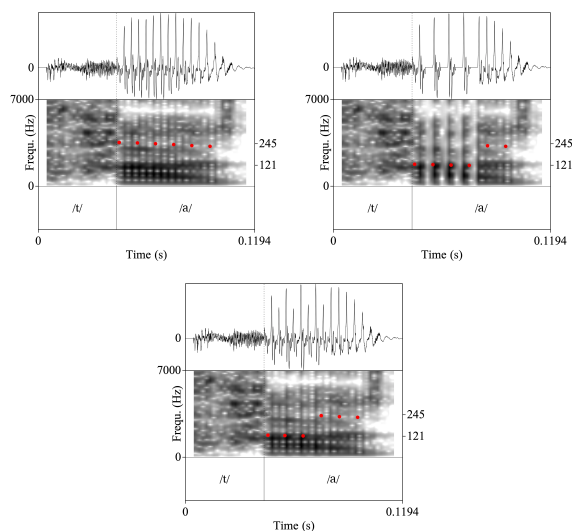 0
7000
Frequ. (Hz)
0
245
121
/t/ /a/
0 0.1194
Time (s)
0
7000
Frequ. (Hz)
0
245
121
/t/ /a/
0 0.1194
Time (s)
0
7000
Frequ. (Hz)
0
245
121
/t/ /a/
0 0.1194
Time (s)